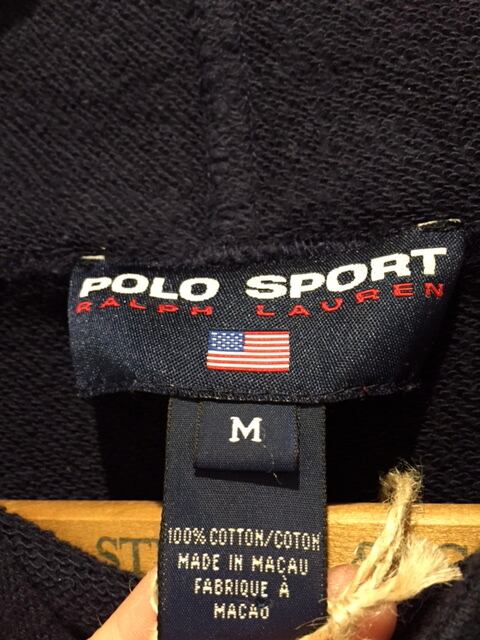 POLO SPORT
RALPH LAUREN
M
100% COTTON/COTON
MADE IN MACAU
FABRIQUE À
MACAO